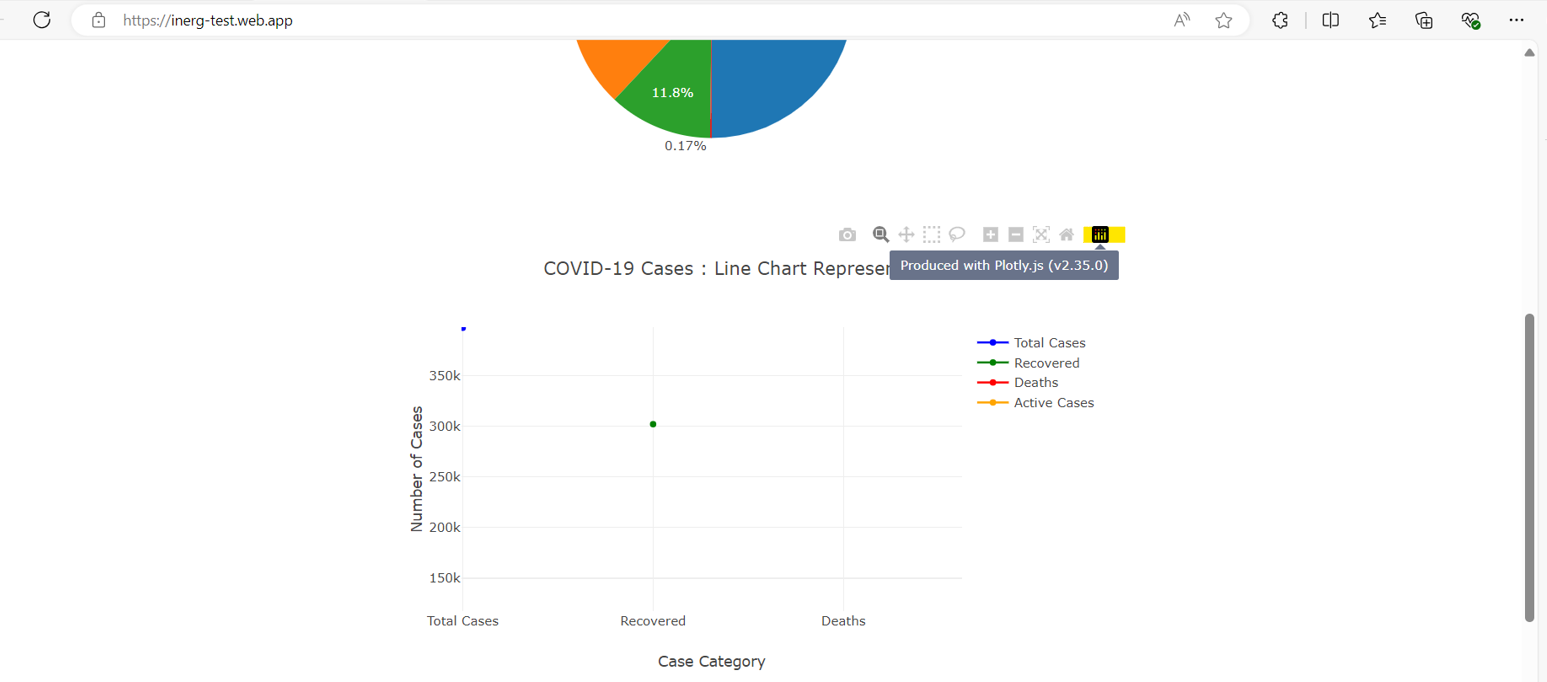 https://inerg-test.web.app
11.8%
0.17%
COVID-19 Cases : Line Chart Represen
Produced with Plotly.js (v2.35.0)
Total Cases
Recovered
Deaths
Active Cases
Number of Cases
350k
300k
250k
200k
150k
Total Cases Recovered Deaths
Case Category